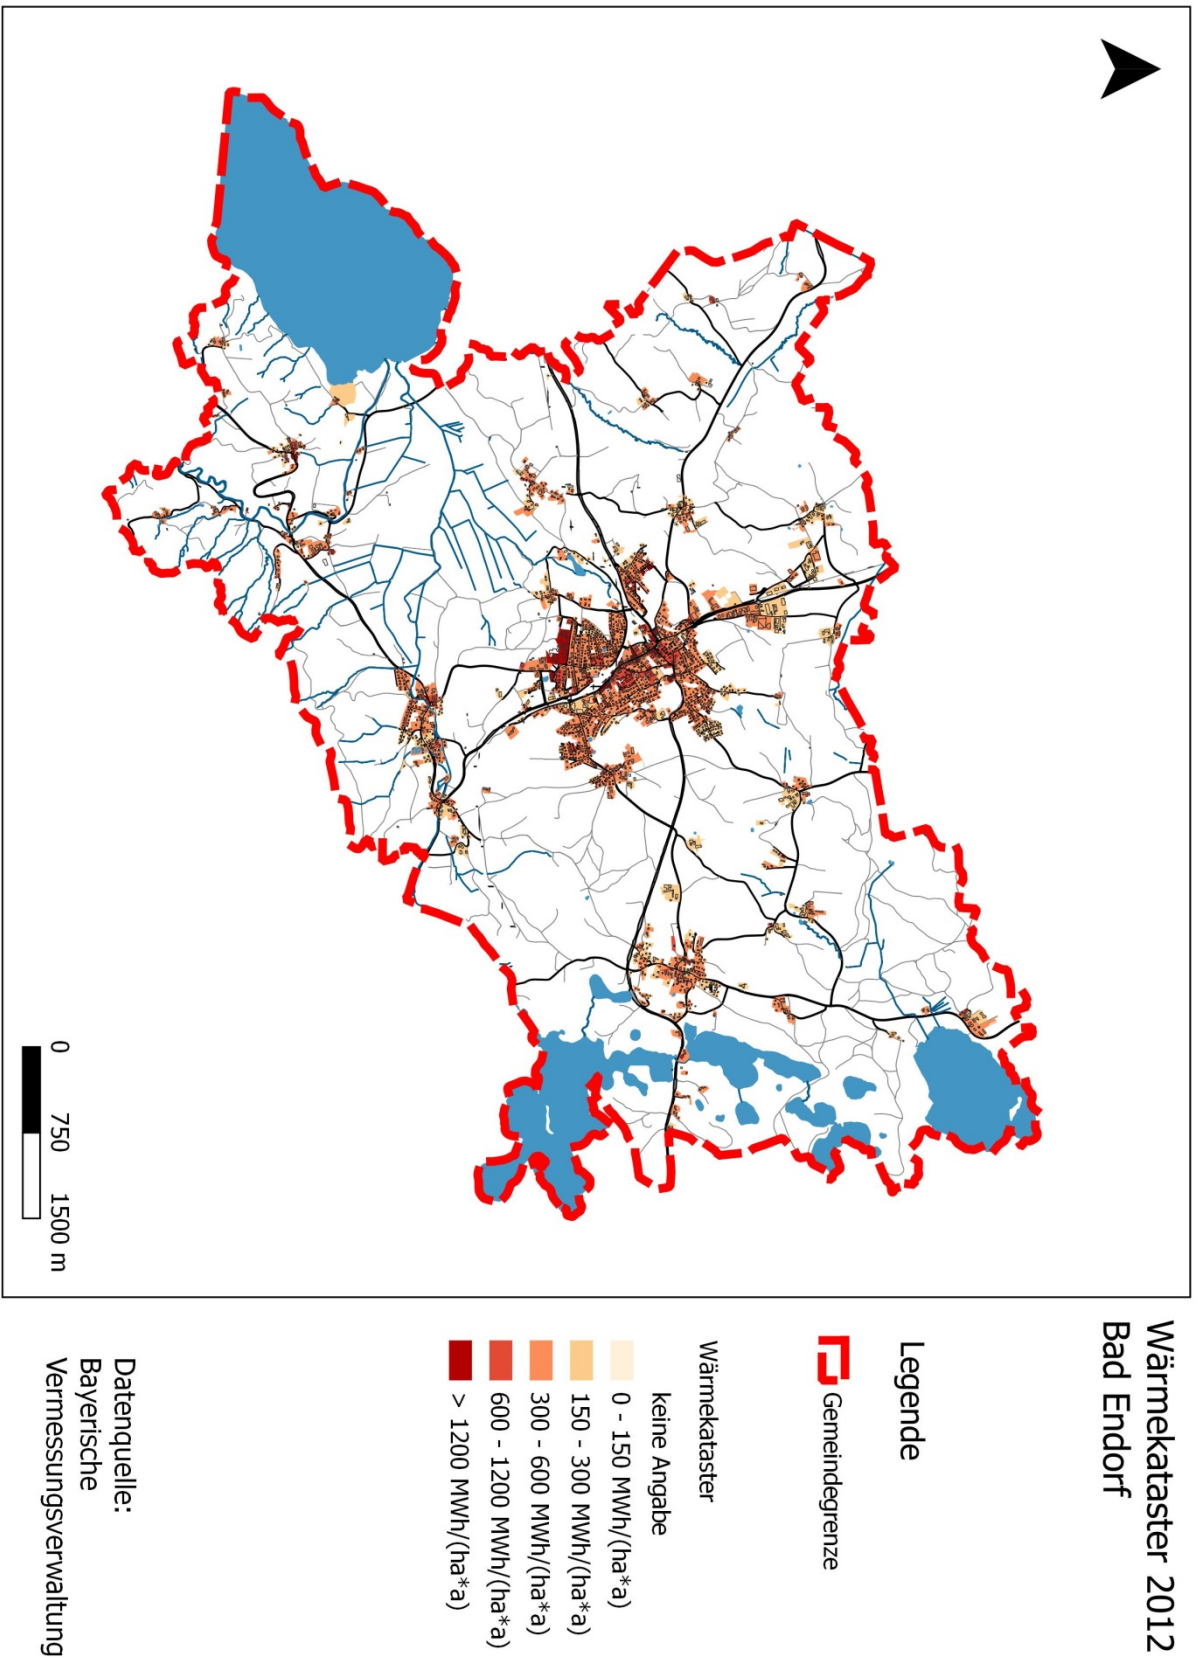 Wärmekataster 2012
Bad Endorf
Legende
Gemeindegrenze
Wärmekataster
keine Angabe
0 - 150 MWh/(ha*a)
150 - 300 MWh/(ha*a)
300 - 600 MWh/(ha*a)
600 - 1200 MWh/(ha*a)
> 1200 MWh/(ha*a)
Datenquelle:
Bayerische
Vermessungsverwaltung
0 750 1500 m